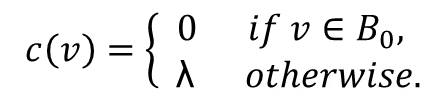 c(v) = { 0 if v ∈ B₀,
λ otherwise.